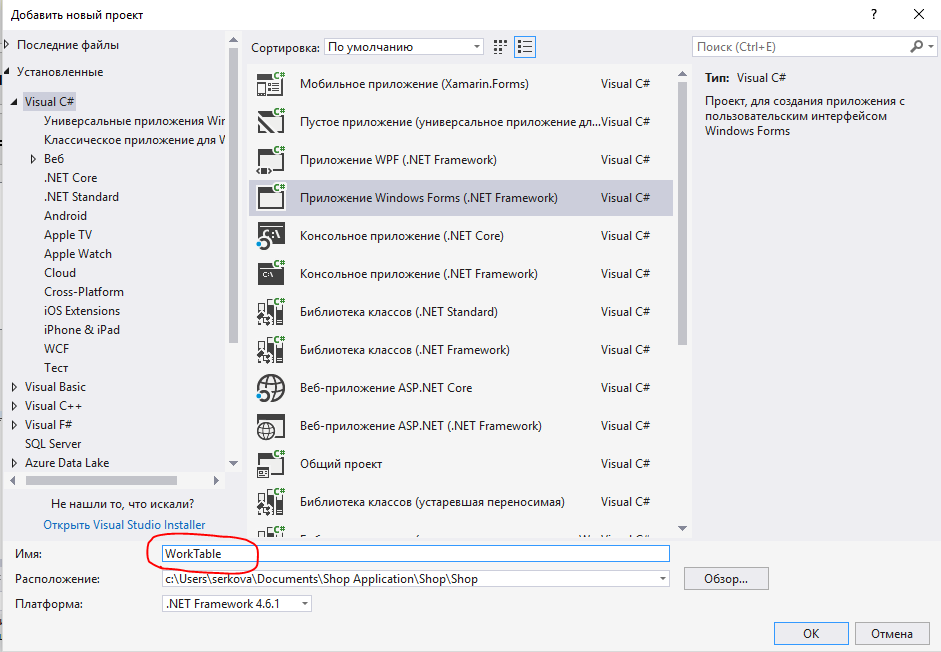 Добавить новый проект
?
Последние файлы
Установленные
Visual C#
Универсальные приложения Wir
Классическое приложение для W
Веб
.NET Core
.NET Standard
Android
Apple TV
Apple Watch
Cloud
Cross-Platform
iOS Extensions
iPhone & iPad
WCF
Тест
Visual Basic
Visual C++
Visual F#
SQL Server
Azure Data Lake
Не нашли то, что искали?
Открыть Visual Studio Installer
Сортировка: По умолчанию
C# Мобильное приложение (Xamarin.Forms) Visual C#
C# Пустое приложение (универсальное приложение дл... Visual C#
C# Приложение WPF (.NET Framework) Visual C#
C# Приложение Windows Forms (.NET Framework) Visual C#
C# Консольное приложение (.NET Core) Visual C#
C# Консольное приложение (.NET Framework) Visual C#
C# Библиотека классов (.NET Standard) Visual C#
C# Библиотека классов (.NET Framework) Visual C#
Веб-приложение ASP.NET Core Visual C#
Веб-приложение ASP.NET (.NET Framework) Visual C#
C# Общий проект Visual C#
C# Библиотека классов (устаревшая переносимая) Visual C#
Поиск (Ctrl+E)
Тип: Visual C#
Проект, для создания приложения с
пользовательским интерфейсом
Windows Forms
Имя: WorkTable
Расположение: c:\Users\serkova\Documents\Shop Application\Shop\Shop
Обзор...
Платформа: .NET Framework 4.6.1
OK
Отмена